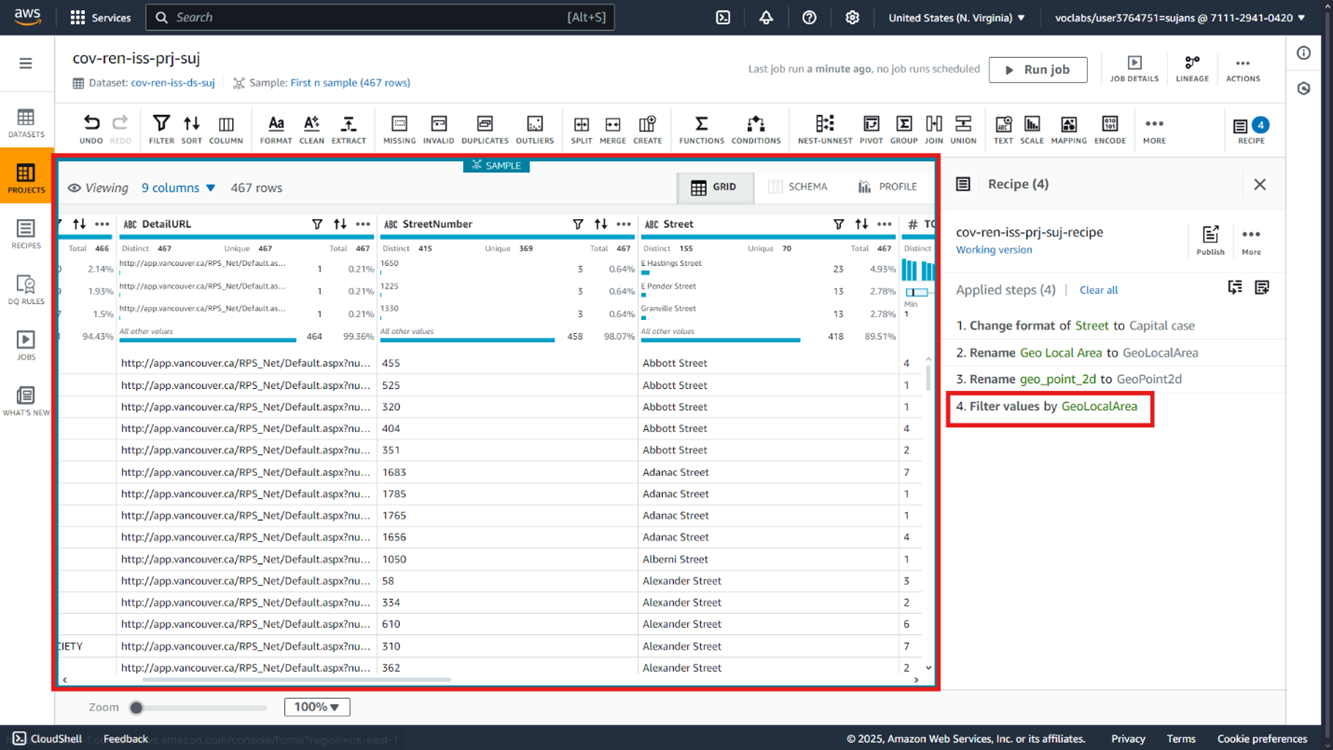 aws Services Search [Alt+S] United States (N. Virginia) ▼ voclabs/user3764751=sujans @ 7111-2941-0420 ▼
cov-ren-iss-prj-suj
Dataset: cov-ren-iss-ds-suj Sample: First n sample (467 rows)
Last job run a minute ago, no job runs scheduled Run job JOB DETAILS LINEAGE ACTIONS
UNDO REDO FILTER SORT COLUMN FORMAT CLEAN EXTRACT MISSING INVALID DUPLICATES OUTLIERS SPLIT MERGE CREATE FUNCTIONS CONDITIONS NEST-UNNEST PIVOT GROUP JOIN UNION TEXT SCALE MAPPING ENCODE MORE 4 RECIPE
DATASETS
PROJECTS
RECIPES
DQ RULES
JOBS
WHAT'S NEW
SAMPLE
Viewing 9 columns ▼ 467 rows GRID SCHEMA PROFILE
ABC DetailURL ABC StreetNumber ABC Street #
Total 466 Distinct 467 Unique 467 Total 467 Distinct 415 Unique 369 Total 467 Distinct 155 Unique 70 Total 467 Distinct
2.14% http://app.vancouver.ca/RPS_Net/Default.as... 1 0.21% 1650 3 0.64% E Hastings Street 23 4.93%
1.93% http://app.vancouver.ca/RPS_Net/Default.as... 1 0.21% 1225 3 0.64% E Pender Street 13 2.78%
1.5% http://app.vancouver.ca/RPS_Net/Default.as... 1 0.21% 1330 3 0.64% Granville Street 13 2.78% Min 1
94.43% All other values 464 99.36% All other values 458 98.07% All other values 418 89.51%
http://app.vancouver.ca/RPS_Net/Default.aspx?nu... 455 Abbott Street 4
http://app.vancouver.ca/RPS_Net/Default.aspx?nu... 525 Abbott Street 1
http://app.vancouver.ca/RPS_Net/Default.aspx?nu... 320 Abbott Street 1
http://app.vancouver.ca/RPS_Net/Default.aspx?nu... 404 Abbott Street 4
http://app.vancouver.ca/RPS_Net/Default.aspx?nu... 351 Abbott Street 2
http://app.vancouver.ca/RPS_Net/Default.aspx?nu... 1683 Adanac Street 7
http://app.vancouver.ca/RPS_Net/Default.aspx?nu... 1785 Adanac Street 1
http://app.vancouver.ca/RPS_Net/Default.aspx?nu... 1765 Adanac Street 1
http://app.vancouver.ca/RPS_Net/Default.aspx?nu... 1656 Adanac Street 4
http://app.vancouver.ca/RPS_Net/Default.aspx?nu... 1050 Alberni Street 1
http://app.vancouver.ca/RPS_Net/Default.aspx?nu... 58 Alexander Street 3
http://app.vancouver.ca/RPS_Net/Default.aspx?nu... 334 Alexander Street 2
http://app.vancouver.ca/RPS_Net/Default.aspx?nu... 610 Alexander Street 6
CIETY http://app.vancouver.ca/RPS_Net/Default.aspx?nu... 310 Alexander Street 7
http://app.vancouver.ca/RPS_Net/Default.aspx?nu... 362 Alexander Street 2
Zoom 100% ▼
Recipe (4)
cov-ren-iss-prj-suj-recipe
Working version
Publish More
Applied steps (4) | Clear all
1. Change format of Street to Capital case
2. Rename Geo Local Area to GeoLocalArea
3. Rename geo_point_2d to GeoPoint2d
4. Filter values by GeoLocalArea
CloudShell Feedback © 2025, Amazon Web Services, Inc. or its affiliates. Privacy Terms Cookie preferences